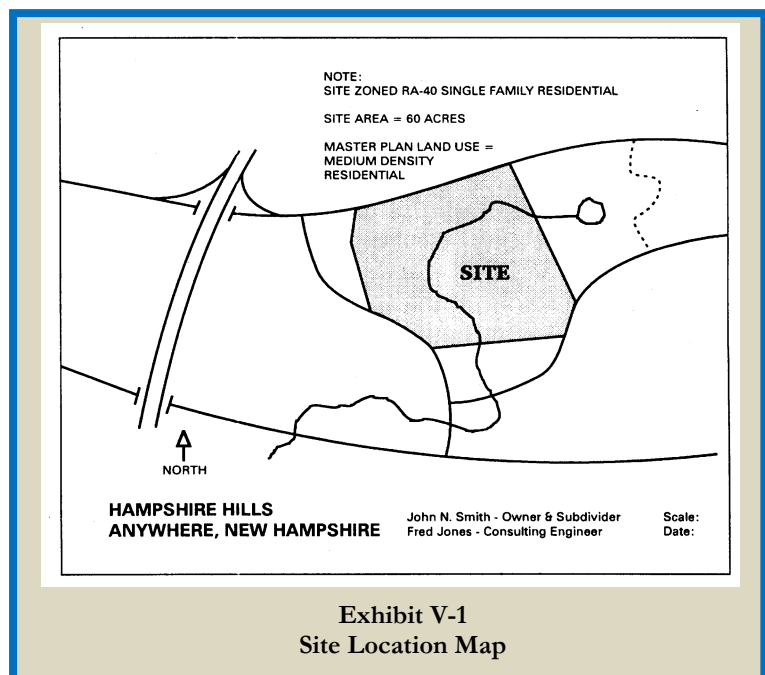 NOTE:
SITE ZONED RA-40 SINGLE FAMILY RESIDENTIAL
SITE AREA = 60 ACRES
MASTER PLAN LAND USE =
MEDIUM DENSITY
RESIDENTIAL
SITE
NORTH
HAMPSHIRE HILLS
ANYWHERE, NEW HAMPSHIRE
John N. Smith - Owner & Subdivider
Fred Jones - Consulting Engineer
Scale:
Date:
Exhibit V-1
Site Location Map